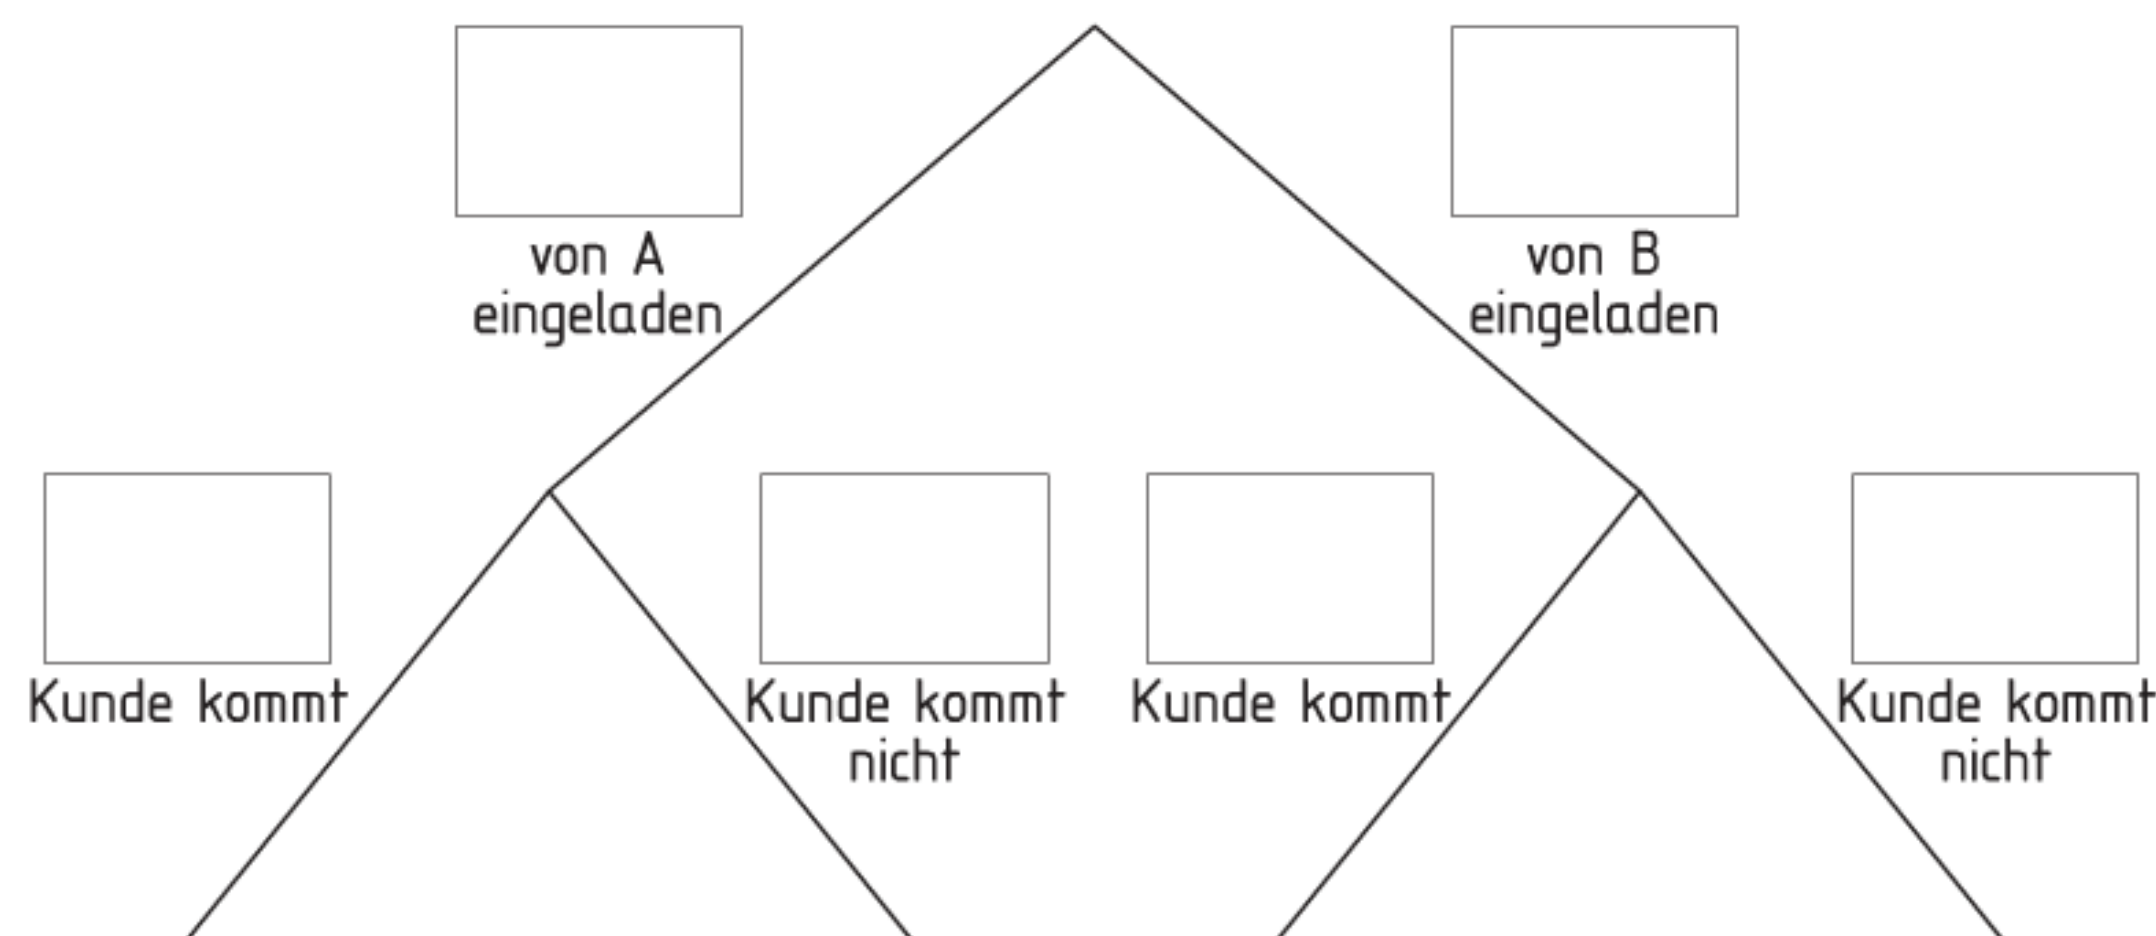 von A
eingeladen
von B
eingeladen
Kunde kommt
Kunde kommt
nicht
Kunde kommt
Kunde kommt
nicht